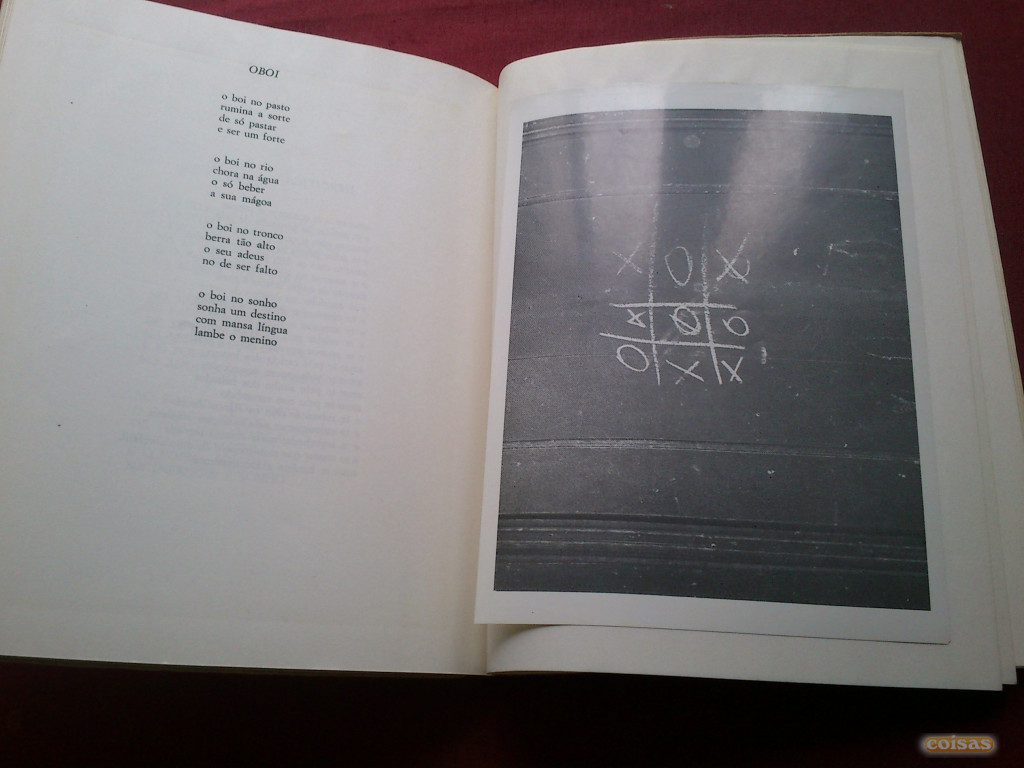 OBOI
o boi no pasto
rumina a sorte
de só pastar
e ser um forte
o boi no rio
chora na água
o só beber
a sua mágoa
o boi no tronco
berra tão alto
o seu adeus
no de ser falto
o boi no sonho
sonha um destino
com mansa língua
lambe o menino
X O X
X O O
O X X
coisas